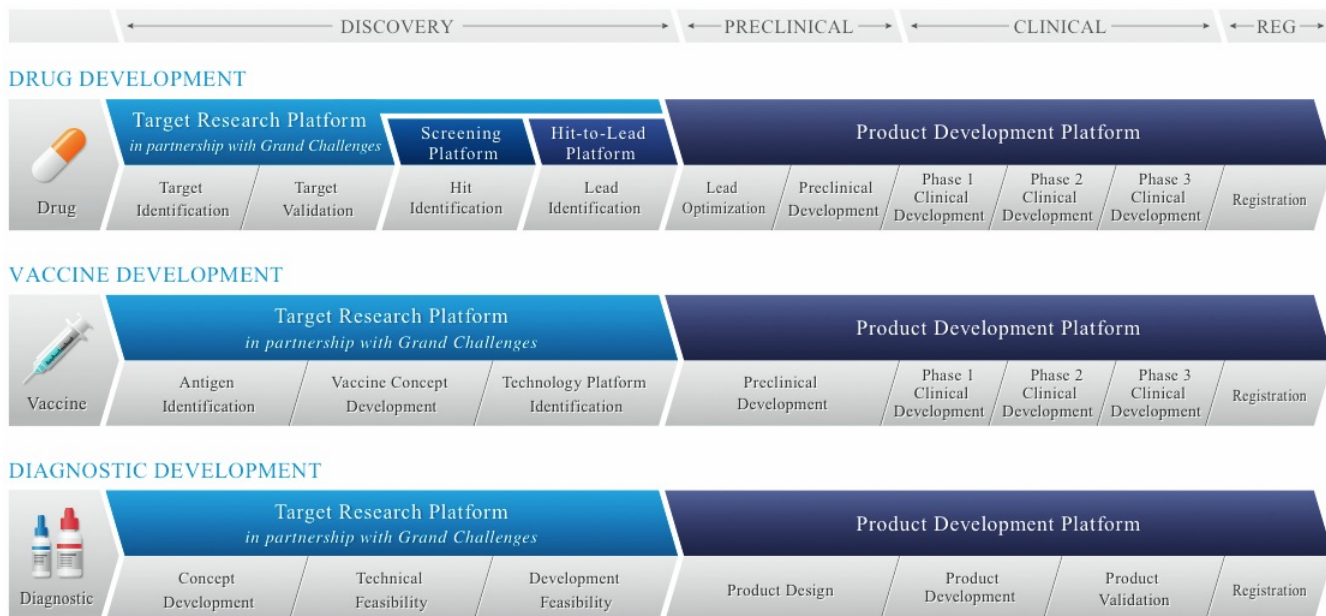 DISCOVERY PRECLINICAL CLINICAL REG
DRUG DEVELOPMENT
Drug
Target Research Platform
in partnership with Grand Challenges
Screening
Platform
Hit-to-Lead
Platform
Product Development Platform
Target
Identification
Target
Validation
Hit
Identification
Lead
Identification
Lead
Optimization
Preclinical
Development
Phase 1
Clinical
Development
Phase 2
Clinical
Development
Phase 3
Clinical
Development
Registration
VACCINE DEVELOPMENT
Vaccine
Target Research Platform
in partnership with Grand Challenges
Product Development Platform
Antigen
Identification
Vaccine Concept
Development
Technology Platform
Identification
Preclinical
Development
Phase 1
Clinical
Development
Phase 2
Clinical
Development
Phase 3
Clinical
Development
Registration
DIAGNOSTIC DEVELOPMENT
Diagnostic
Target Research Platform
in partnership with Grand Challenges
Product Development Platform
Concept
Development
Technical
Feasibility
Development
Feasibility
Product Design
Product
Development
Product
Validation
Registration